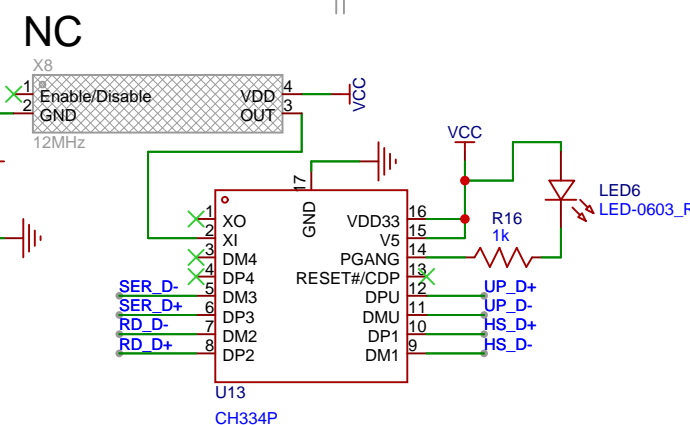 NC
X8
1 Enable/Disable VDD 4
2 GND OUT 3
VCC
12MHz
VCC
17
GND
1 XO VDD33 16
2 XI V5 15
3 DM4 PGANG 14
4 DP4 RESET#/CDP 13
SER_D- 5 DM3 DPU 12 UP_D+
SER_D+ 6 DP3 DMU 11 UP_D-
RD_D- 7 DM2 DP1 10 HS_D+
RD_D+ 8 DP2 DM1 9 HS_D-
R16
1k
LED6
LED-0603_R
U13
CH334P